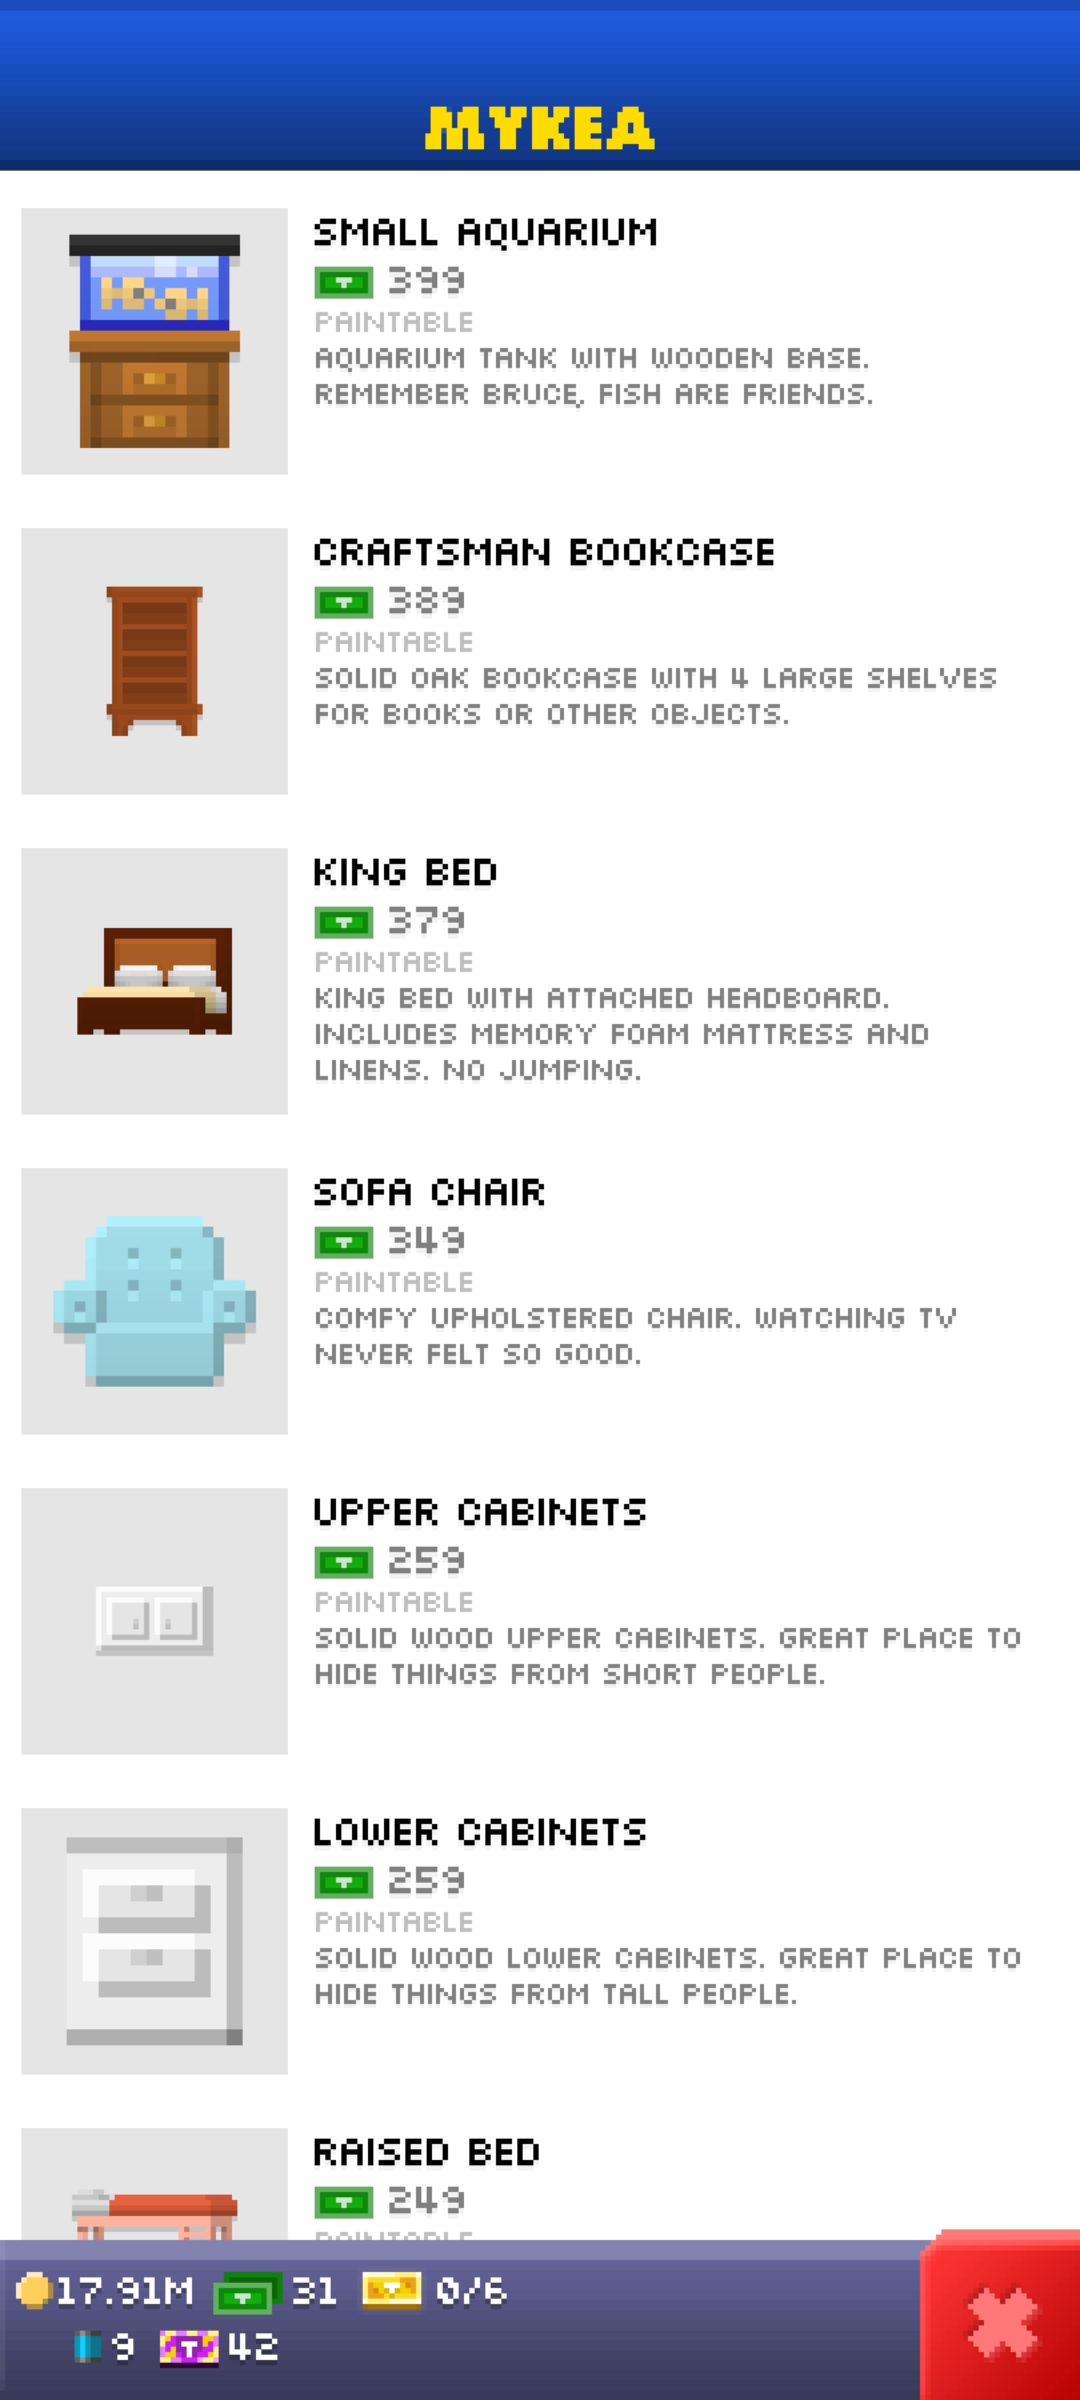 MYKEA
SMALL AQUARIUM
399
PAINTABLE
AQUARIUM TANK WITH WOODEN BASE.
REMEMBER BRUCE, FISH ARE FRIENDS.
CRAFTSMAN BOOKCASE
389
PAINTABLE
SOLID OAK BOOKCASE WITH 4 LARGE SHELVES
FOR BOOKS OR OTHER OBJECTS.
KING BED
379
PAINTABLE
KING BED WITH ATTACHED HEADBOARD.
INCLUDES MEMORY FOAM MATTRESS AND
LINENS. NO JUMPING.
SOFA CHAIR
349
PAINTABLE
COMFY UPHOLSTERED CHAIR. WATCHING TV
NEVER FELT SO GOOD.
UPPER CABINETS
259
PAINTABLE
SOLID WOOD UPPER CABINETS. GREAT PLACE TO
HIDE THINGS FROM SHORT PEOPLE.
LOWER CABINETS
259
PAINTABLE
SOLID WOOD LOWER CABINETS. GREAT PLACE TO
HIDE THINGS FROM TALL PEOPLE.
RAISED BED
249
PAINTABLE
17.91M 31 0/6
9 T 42